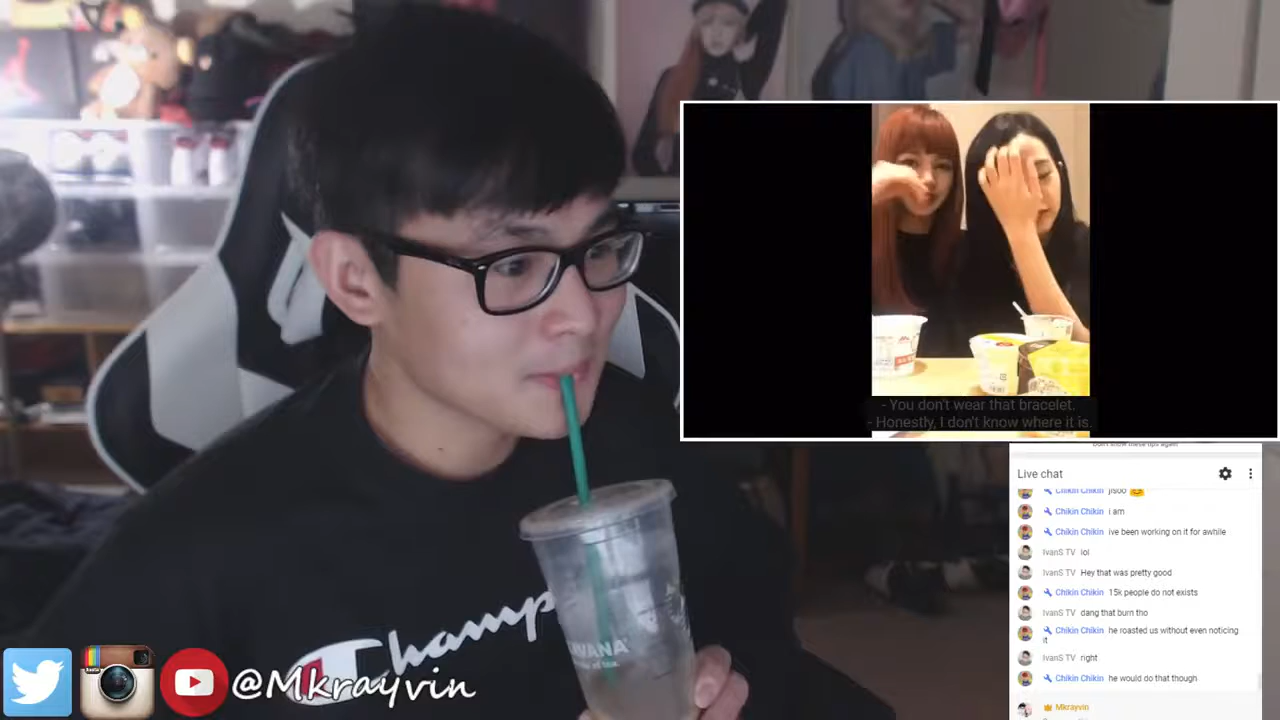 - You don't wear that bracelet.
- Honestly, I don't know where it is.
Live chat
Chikin Chikin jisoo
Chikin Chikin i am
Chikin Chikin ive been working on it for awhile
IvanS TV lol
IvanS TV Hey that was pretty good
Chikin Chikin 15k people do not exists
IvanS TV dang that burn tho
Chikin Chikin he roasted us without even noticing
it
IvanS TV right
Chikin Chikin he would do that though
Mkrayvin
Champ
@Mkrayvin